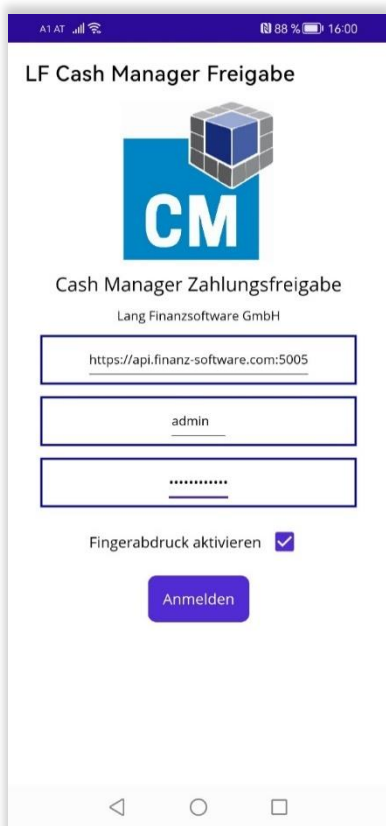 A1 AT 88 % 16:00
LF Cash Manager Freigabe
CM
Cash Manager Zahlungsfreigabe
Lang Finanzsoftware GmbH
https://api.finanz-software.com:5005
admin
••••••••••••
Fingerabdruck aktivieren
Anmelden